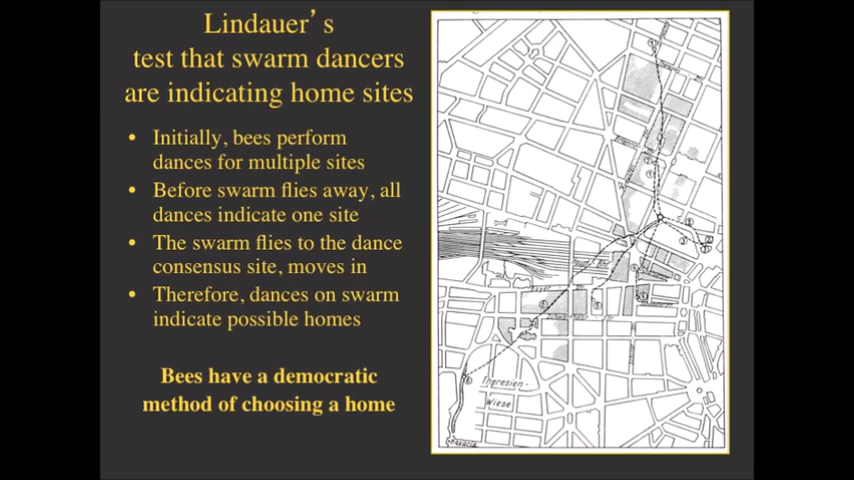 Lindauer’s
test that swarm dancers
are indicating home sites
• Initially, bees perform
dances for multiple sites
• Before swarm flies away, all
dances indicate one site
• The swarm flies to the dance
consensus site, moves in
• Therefore, dances on swarm
indicate possible homes
Bees have a democratic
method of choosing a home
Theresien-
Wiese